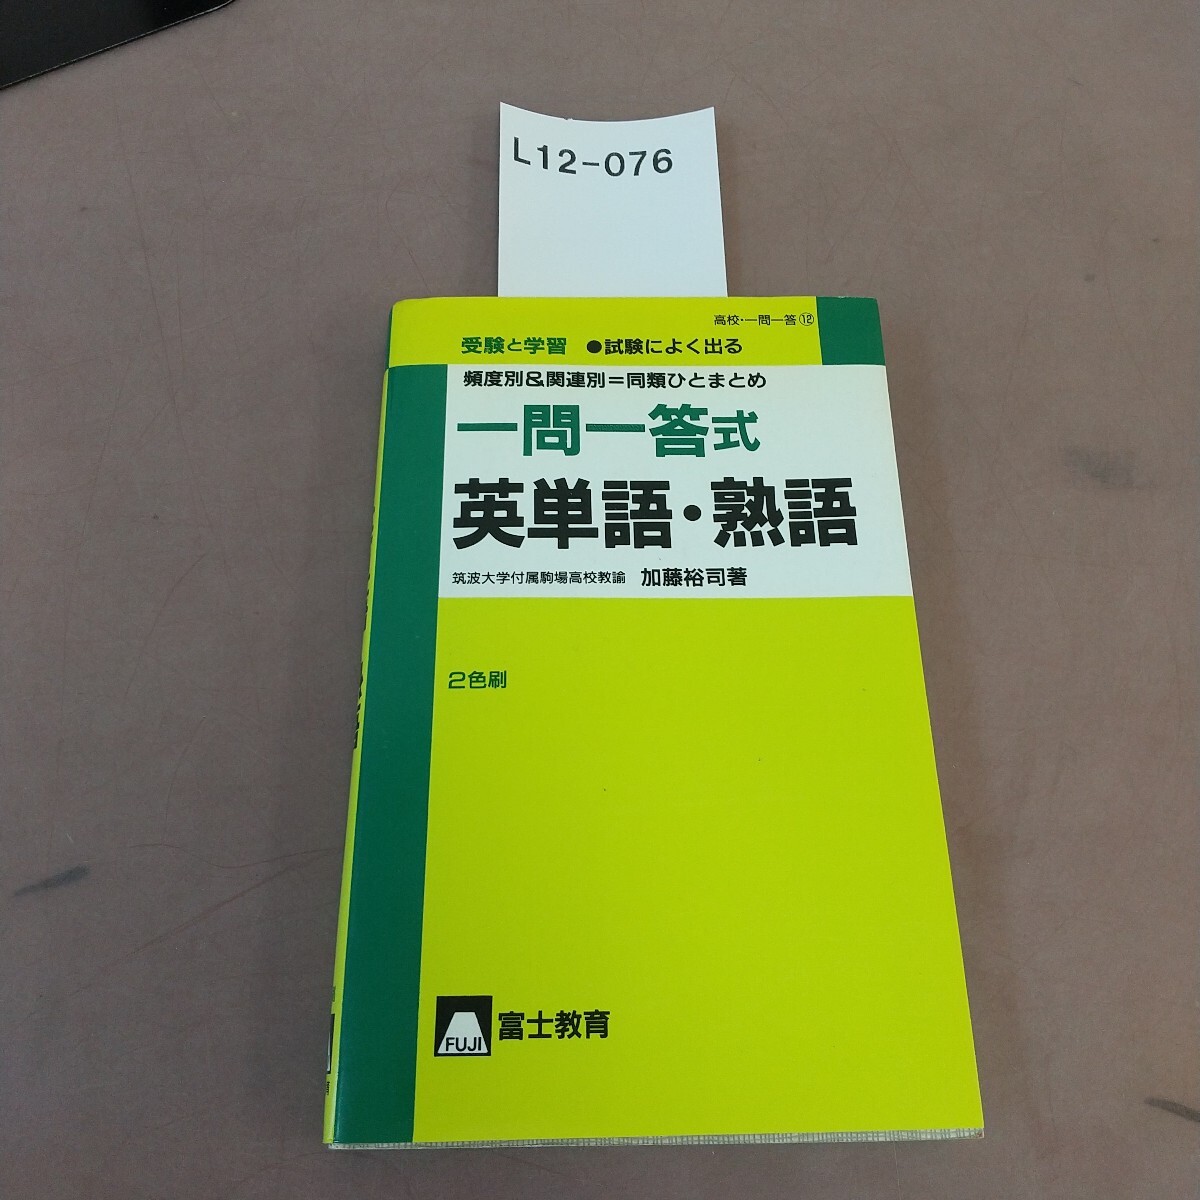 L12-076
高校・一問一答⑫
受験と学習 ●試験によく出る
頻度別&関連別=同類ひとまとめ
一問一答式
英単語・熟語
筑波大学付属駒場高校教諭 加藤裕司著
2色刷
FUJI 富士教育